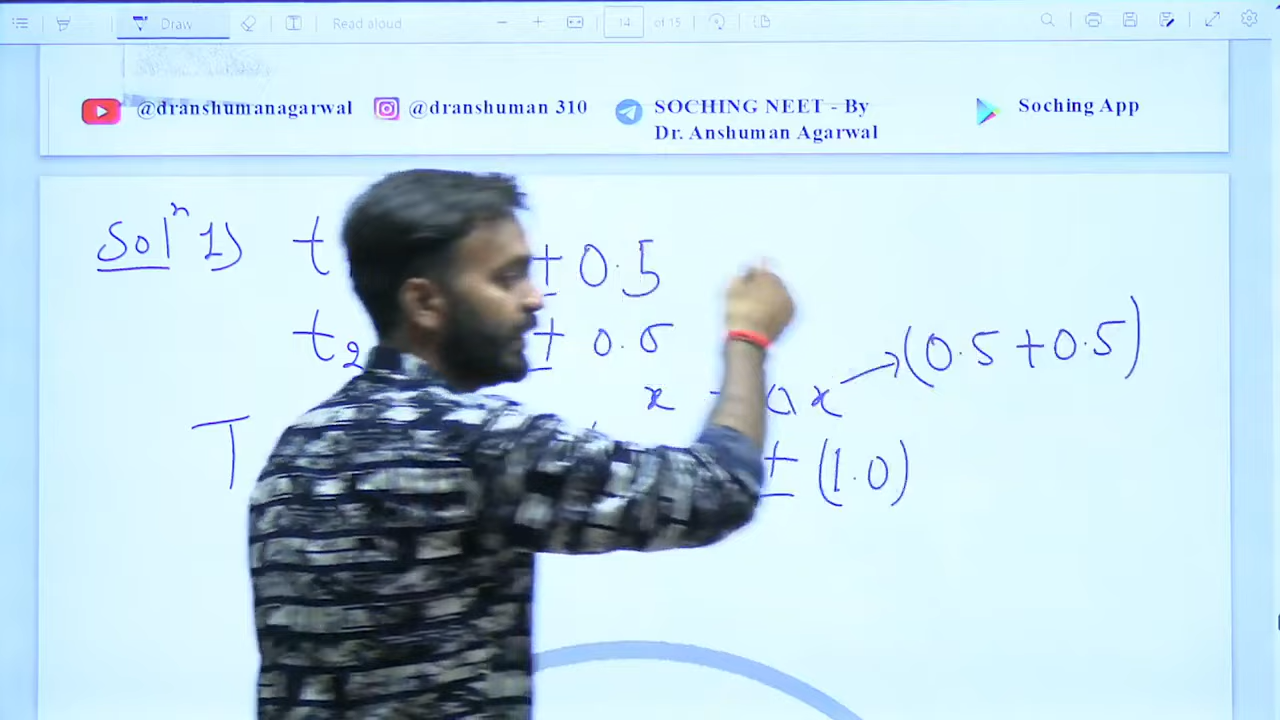 Draw Read aloud 14 of 15
@dranshumanagarwal @dranshuman 310 SOCHING NEET - By Soching App
Dr. Anshuman Agarwal
Solⁿ 1) t ± 0.5
t₂ ± 0.5
x Δx → (0.5 + 0.5)
T ± (1.0)